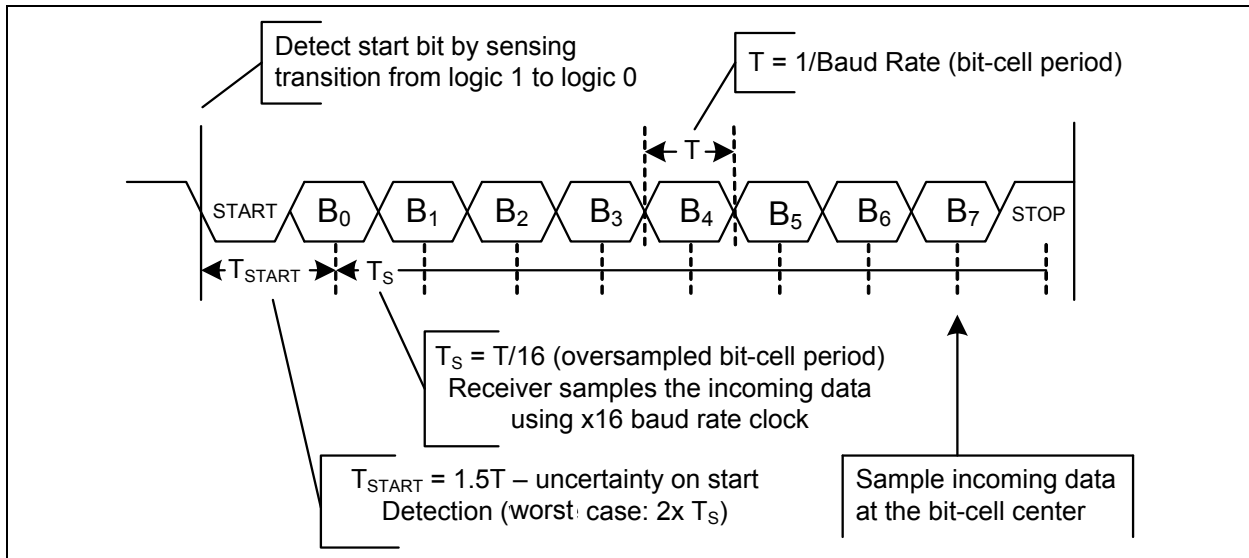 Detect start bit by sensing
transition from logic 1 to logic 0
T = 1/Baud Rate (bit-cell period)
T
START
B0
B1
B2
B3
B4
B5
B6
B7
STOP
TSTART
TS
TS = T/16 (oversampled bit-cell period)
Receiver samples the incoming data
using x16 baud rate clock
TSTART = 1.5T – uncertainty on start
Detection (worst case: 2x TS)
Sample incoming data
at the bit-cell center